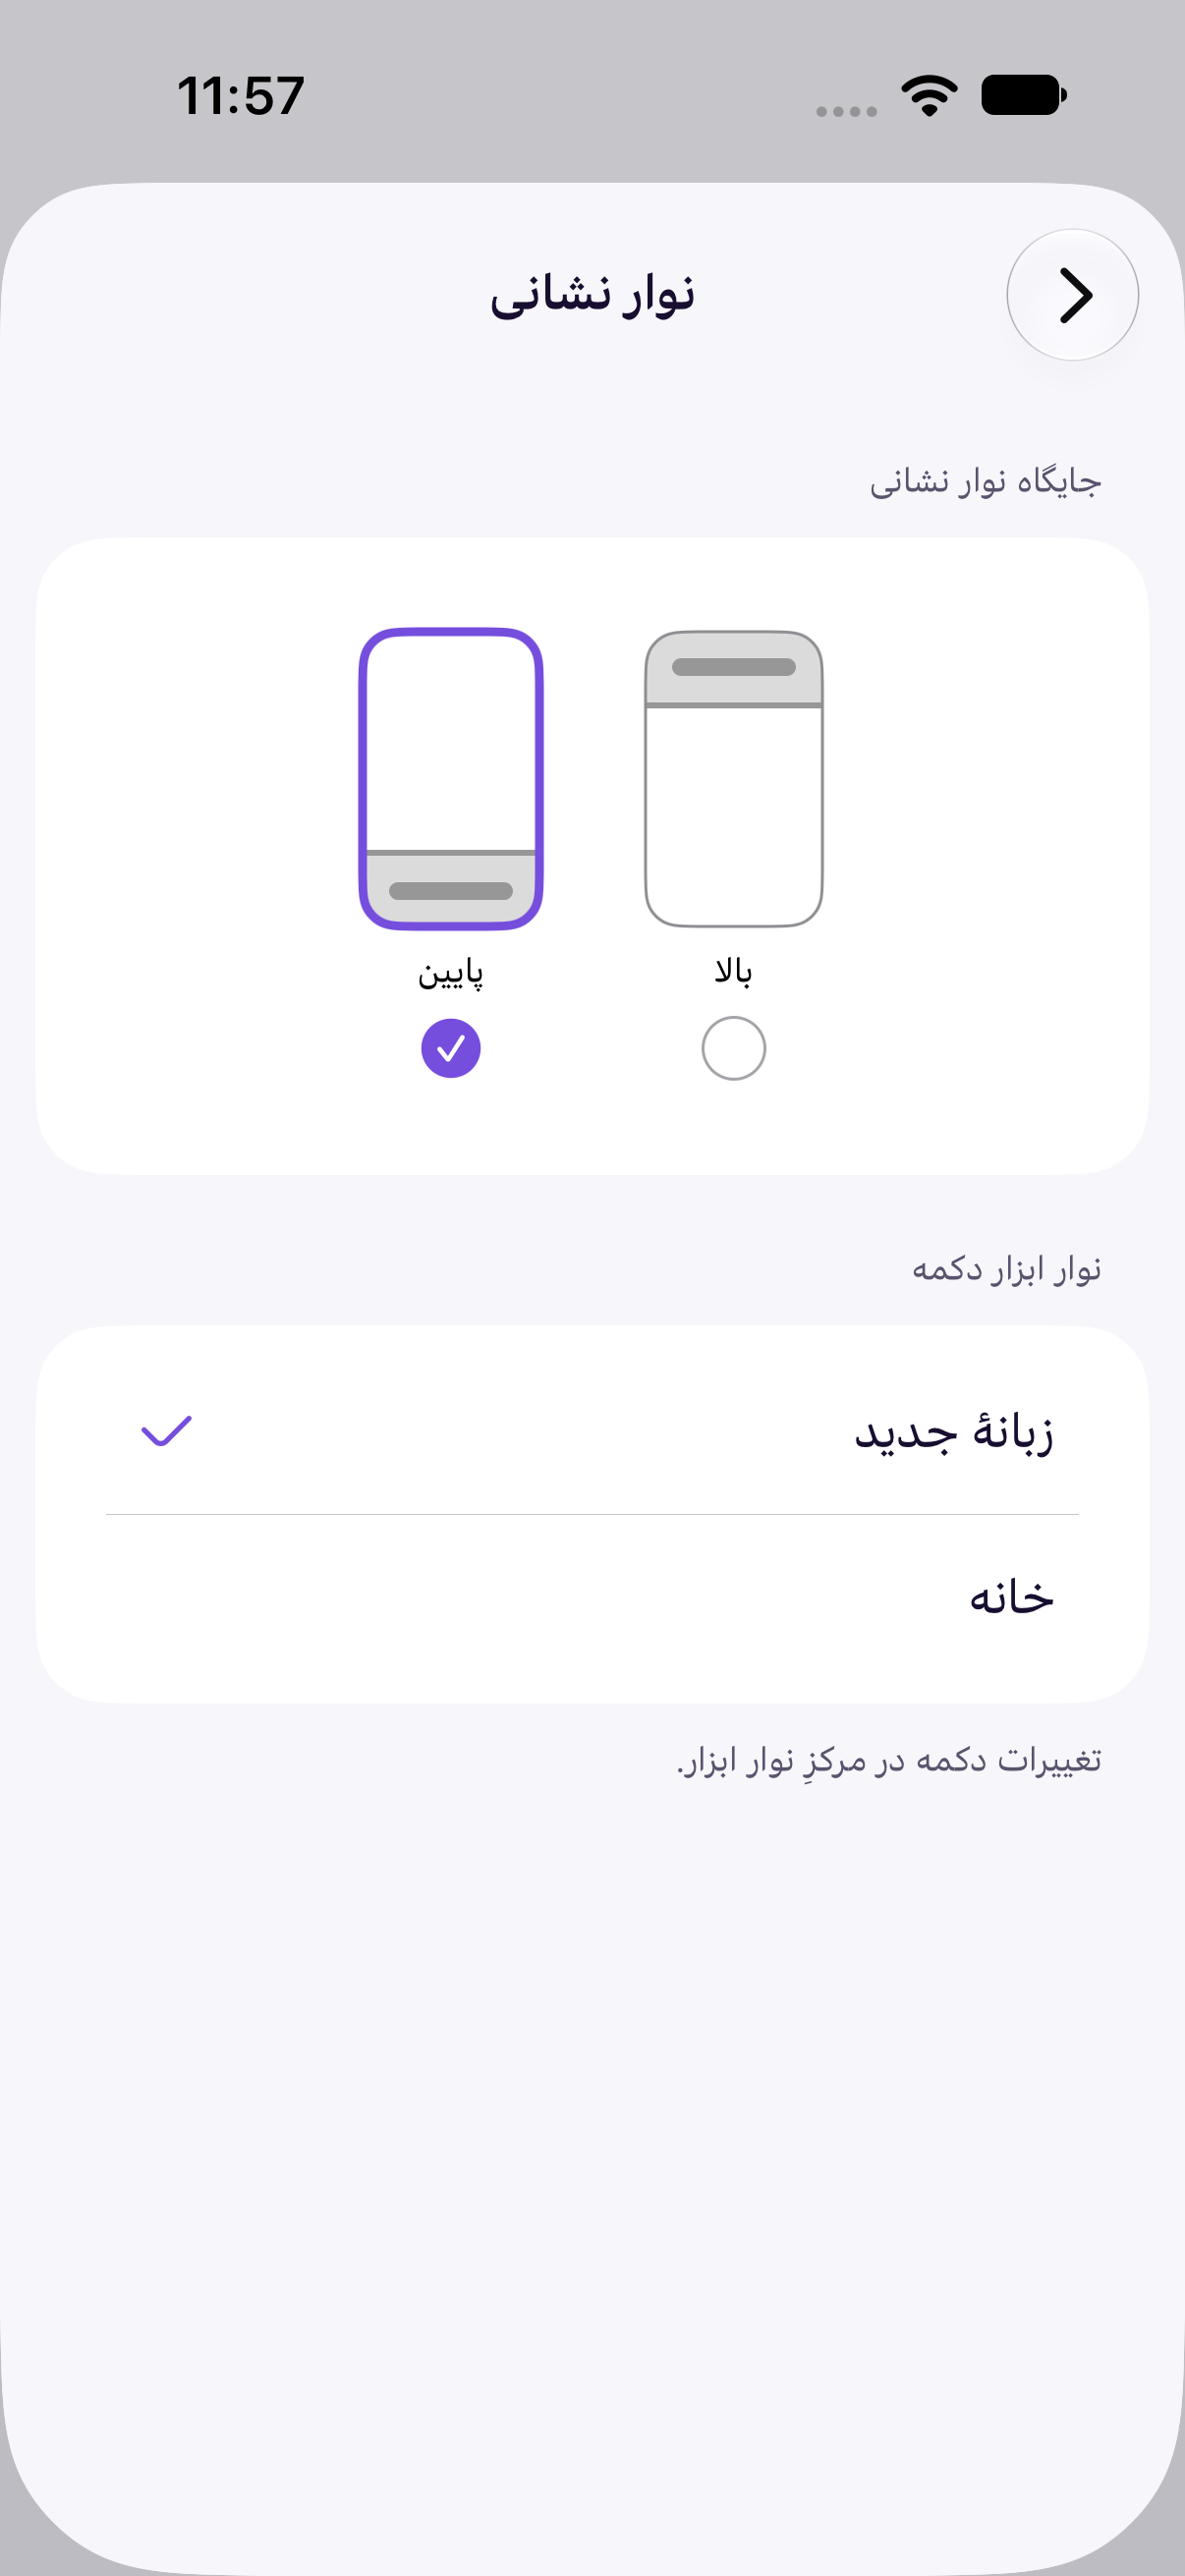 11:57
نوار نشانی
جایگاه نوار نشانی
بالا
پایین
نوار ابزار دکمه
زبانهٔ جدید
خانه
تغییرات دکمه در مرکزِ نوار ابزار.